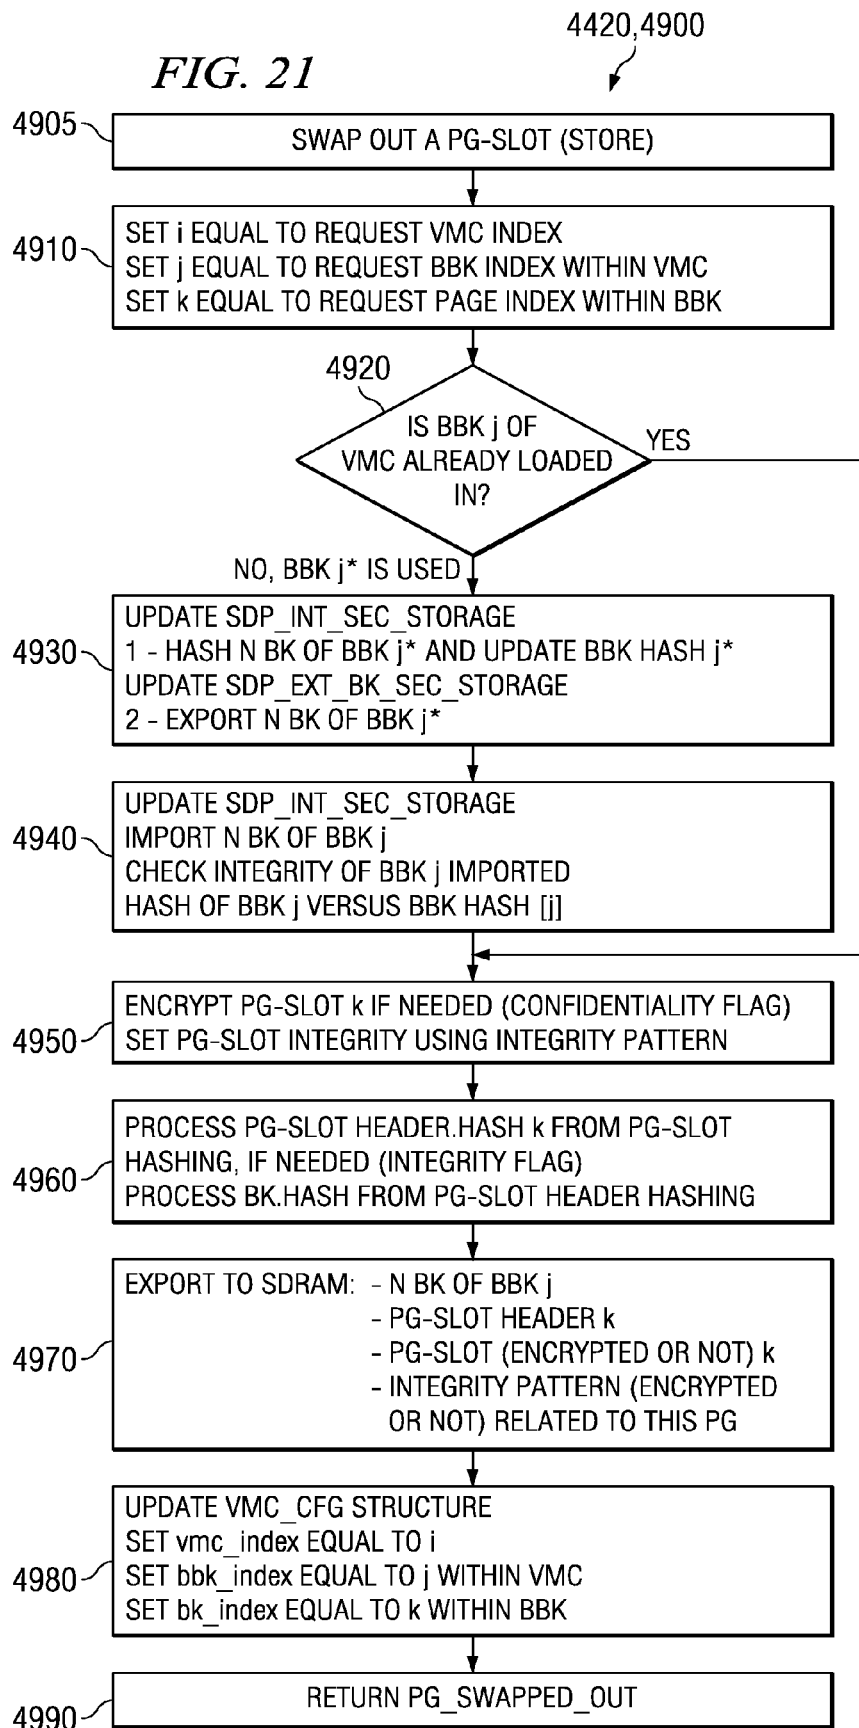 4420,4900
FIG. 21
4905
SWAP OUT A PG-SLOT (STORE)
4910
SET i EQUAL TO REQUEST VMC INDEX
SET j EQUAL TO REQUEST BBK INDEX WITHIN VMC
SET k EQUAL TO REQUEST PAGE INDEX WITHIN BBK
4920
IS BBK j OF
VMC ALREADY LOADED
IN?
YES
NO, BBK j* IS USED
4930
UPDATE SDP_INT_SEC_STORAGE
1 - HASH N BK OF BBK j* AND UPDATE BBK HASH j*
UPDATE SDP_EXT_BK_SEC_STORAGE
2 - EXPORT N BK OF BBK j*
4940
UPDATE SDP_INT_SEC_STORAGE
IMPORT N BK OF BBK j
CHECK INTEGRITY OF BBK j IMPORTED
HASH OF BBK j VERSUS BBK HASH [j]
4950
ENCRYPT PG-SLOT k IF NEEDED (CONFIDENTIALITY FLAG)
SET PG-SLOT INTEGRITY USING INTEGRITY PATTERN
4960
PROCESS PG-SLOT HEADER.HASH k FROM PG-SLOT
HASHING, IF NEEDED (INTEGRITY FLAG)
PROCESS BK.HASH FROM PG-SLOT HEADER HASHING
4970
EXPORT TO SDRAM: - N BK OF BBK j
- PG-SLOT HEADER k
- PG-SLOT (ENCRYPTED OR NOT) k
- INTEGRITY PATTERN (ENCRYPTED
OR NOT) RELATED TO THIS PG
4980
UPDATE VMC_CFG STRUCTURE
SET vmc_index EQUAL TO i
SET bbk_index EQUAL TO j WITHIN VMC
SET bk_index EQUAL TO k WITHIN BBK
4990
RETURN PG_SWAPPED_OUT